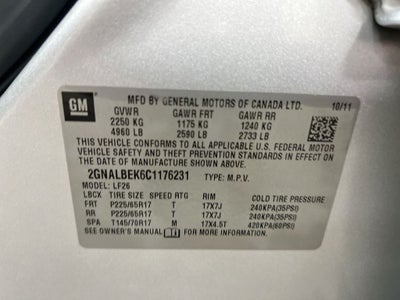 GM
MFD BY GENERAL MOTORS OF CANADA LTD. 10/11
GVWR GAWR FRT GAWR RR
2250 KG 1175 KG 1240 KG
4960 LB 2590 LB 2733 LB
THIS VEHICLE CONFORMS TO ALL APPLICABLE U.S. FEDERAL MOTOR
VEHICLE SAFETY AND THEFT PREVENTION STANDARDS IN EFFECT
ON THE DATE OF MANUFACTURE SHOWN ABOVE.
2GNALBEK6C1176231 TYPE: M.P.V.
MODEL: LF26
LBCX TIRE SIZE SPEED RTG RIM COLD TIRE PRESSURE
FRT P225/65R17 T 17X7J 240KPA(35PSI)
RR P225/65R17 T 17X7J 240KPA(35PSI)
SPA T145/70R17 M 17X4.5T 420KPA(60PSI)
SEE OWNER'S MANUAL FOR MORE INFORMATION.